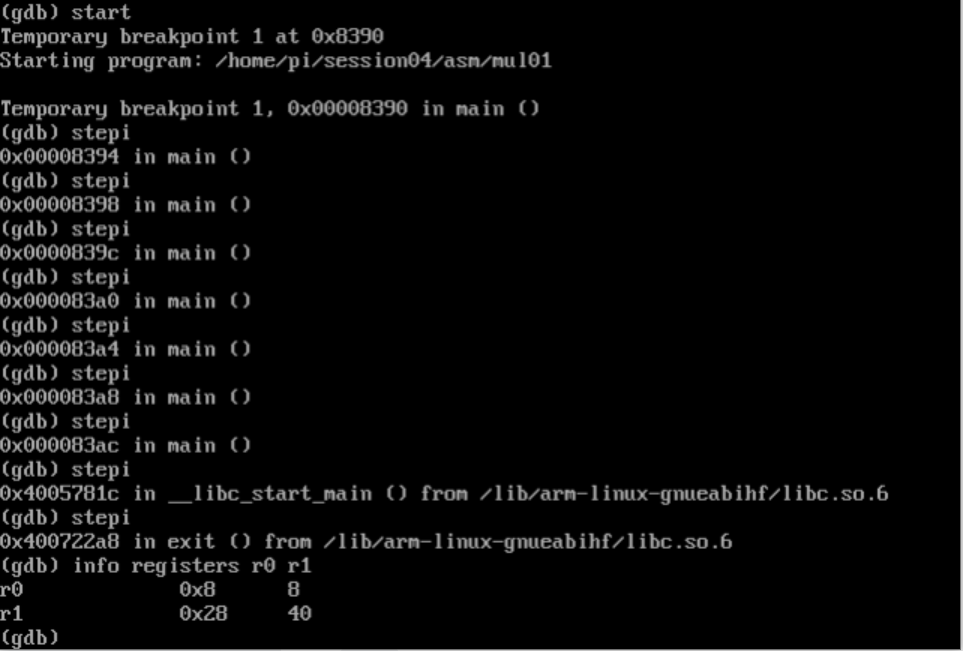 (gdb) start
Temporary breakpoint 1 at 0x8390
Starting program: /home/pi/session04/asm/mul01
Temporary breakpoint 1, 0x00008390 in main ()
(gdb) stepi
0x00008394 in main ()
(gdb) stepi
0x00008398 in main ()
(gdb) stepi
0x0000839c in main ()
(gdb) stepi
0x000083a0 in main ()
(gdb) stepi
0x000083a4 in main ()
(gdb) stepi
0x000083a8 in main ()
(gdb) stepi
0x000083ac in main ()
(gdb) stepi
0x4005781c in __libc_start_main () from /lib/arm-linux-gnueabihf/libc.so.6
(gdb) stepi
0x400722a8 in exit () from /lib/arm-linux-gnueabihf/libc.so.6
(gdb) info registers r0 r1
r0 0x8 8
r1 0x28 40
(gdb)